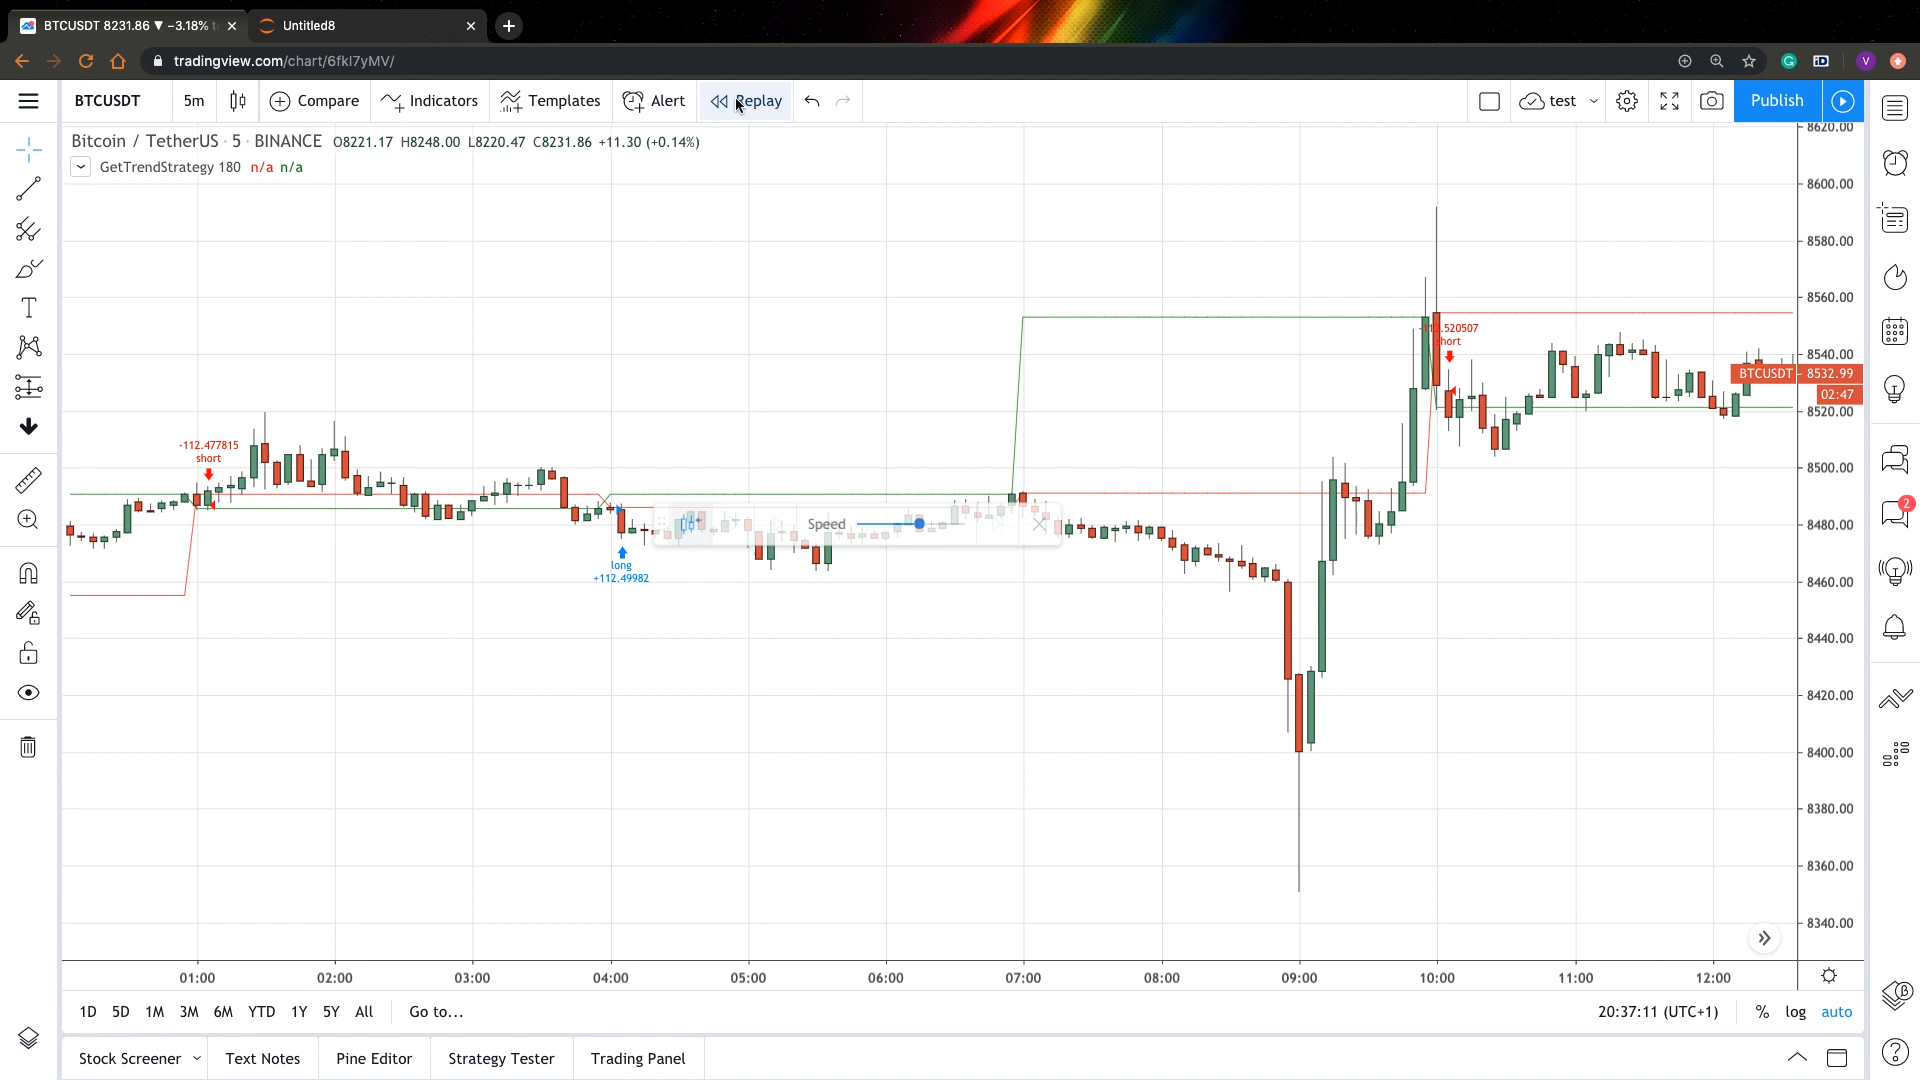 BTCUSDT 8231.86 ▼ −3.18%
Untitled8
tradingview.com/chart/6fkI7yMV/
BTCUSDT
5m
Compare
Indicators
Templates
Alert
Replay
test
Publish
Bitcoin / TetherUS · 5 · BINANCE O8221.17 H8248.00 L8220.47 C8231.86 +11.30 (+0.14%)
GetTrendStrategy 180 n/a n/a
8620.00
8600.00
8580.00
8560.00
8540.00
BTCUSDT 8532.99
02:47
8520.00
8500.00
8480.00
8460.00
8440.00
8420.00
8400.00
8380.00
8360.00
8340.00
-112.477815
short
long
+112.49982
Speed
short
01:00 02:00 03:00 04:00 05:00 06:00 07:00 08:00 09:00 10:00 11:00 12:00
1D 5D 1M 3M 6M YTD 1Y 5Y All Go to...
20:37:11 (UTC+1) % log auto
Stock Screener Text Notes Pine Editor Strategy Tester Trading Panel
2
V